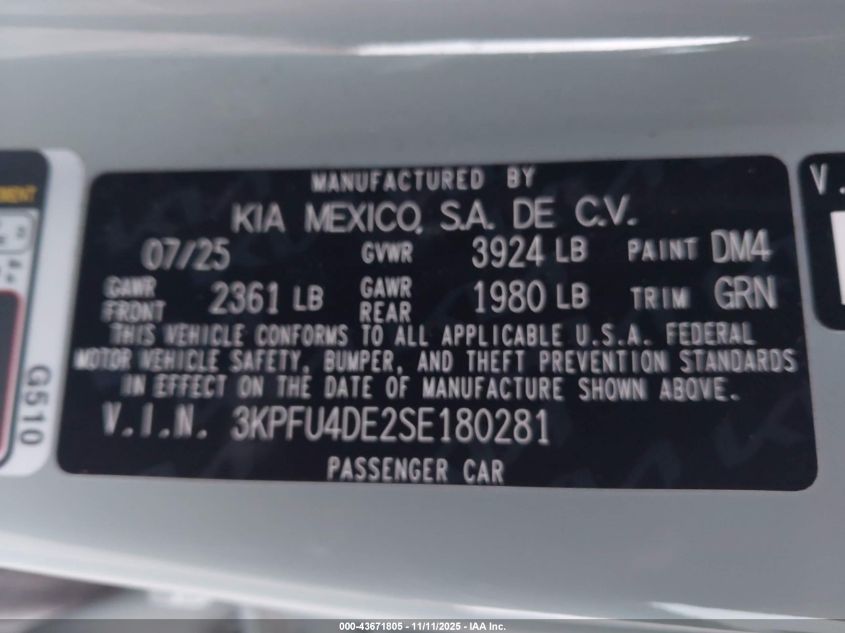 MANUFACTURED BY
KIA MEXICO, S.A. DE C.V.
07/25 GVWR 3924 LB PAINT DM4
GAWR FRONT 2361 LB GAWR REAR 1980 LB TRIM GRN
THIS VEHICLE CONFORMS TO ALL APPLICABLE U.S.A. FEDERAL
MOTOR VEHICLE SAFETY, BUMPER, AND THEFT PREVENTION STANDARDS
IN EFFECT ON THE DATE OF MANUFACTURE SHOWN ABOVE.
V.I.N. 3KPFU4DE2SE180281
PASSENGER CAR
G510
V.
000-43671805 - 11/11/2025 - IAA Inc.